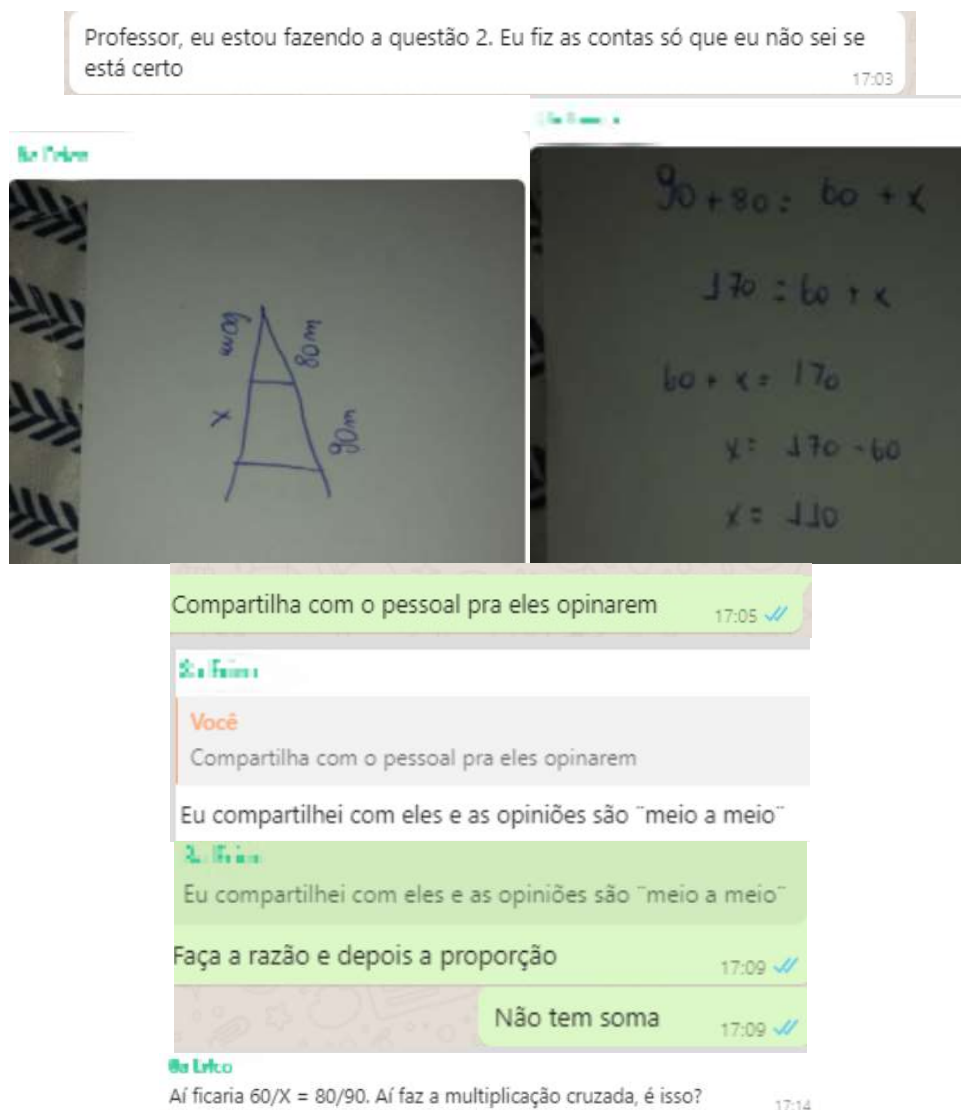 Professor, eu estou fazendo a questão 2. Eu fiz as contas só que eu não sei se
está certo
17:03
60m
80m
x
90m
90 + 80 = 60 + x
170 = 60 + x
60 + x = 170
x = 170 - 60
x = 110
Compartilha com o pessoal pra eles opinarem
17:05
Você
Compartilha com o pessoal pra eles opinarem
Eu compartilhei com eles e as opiniões são ¨meio a meio¨
Eu compartilhei com eles e as opiniões são ¨meio a meio¨
Faça a razão e depois a proporção
17:09
Não tem soma
17:09
Aí ficaria 60/X = 80/90. Aí faz a multiplicação cruzada, é isso?
17:14